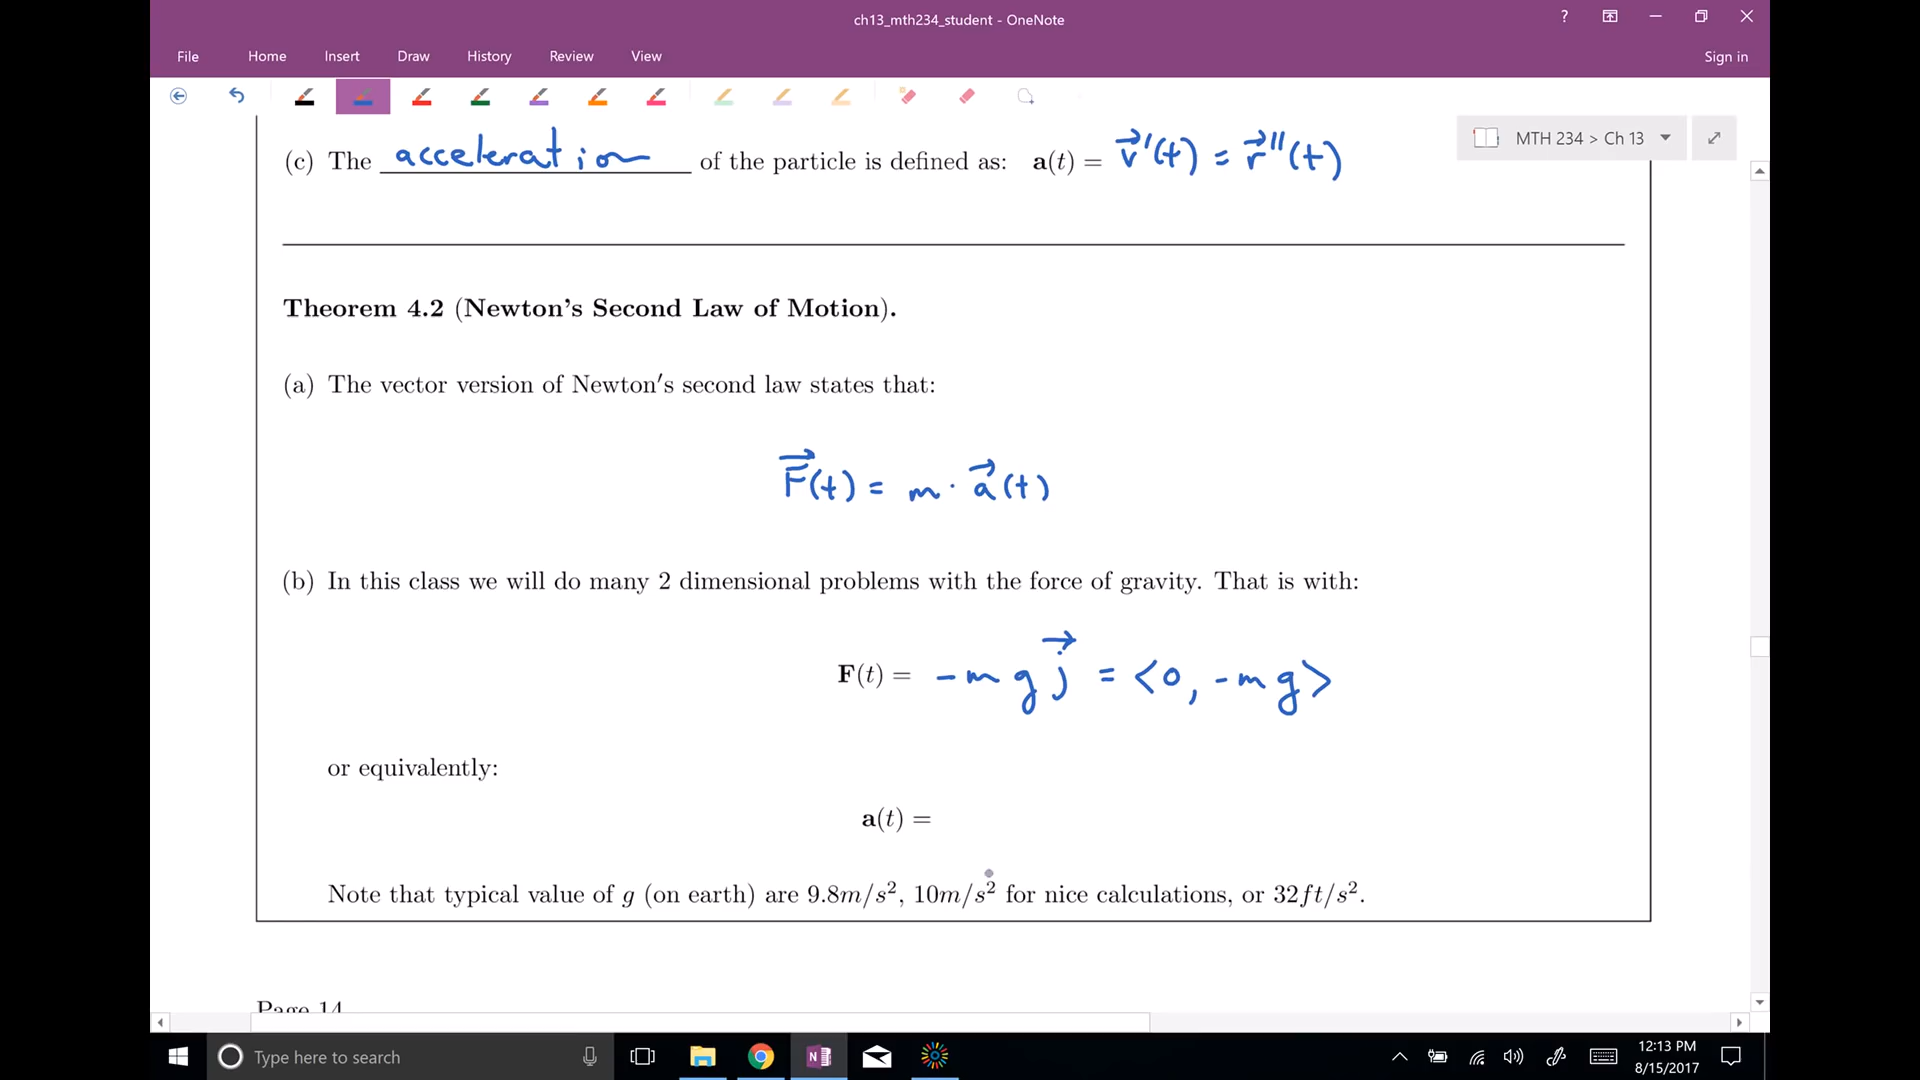 ch13_mth234_student - OneNote
?
File Home Insert Draw History Review View Sign in
MTH 234 > Ch 13
(c) The acceleration of the particle is defined as: a(t) = v⃗'(t) = r⃗''(t)
Theorem 4.2 (Newton's Second Law of Motion).
(a) The vector version of Newton's second law states that:
F⃗(t) = m · a⃗(t)
(b) In this class we will do many 2 dimensional problems with the force of gravity. That is with:
F(t) = -m g j⃗ = <0, -m g>
or equivalently:
a(t) =
Note that typical value of g (on earth) are 9.8m/s², 10m/s² for nice calculations, or 32ft/s².
Page 14
Type here to search
12:13 PM
8/15/2017